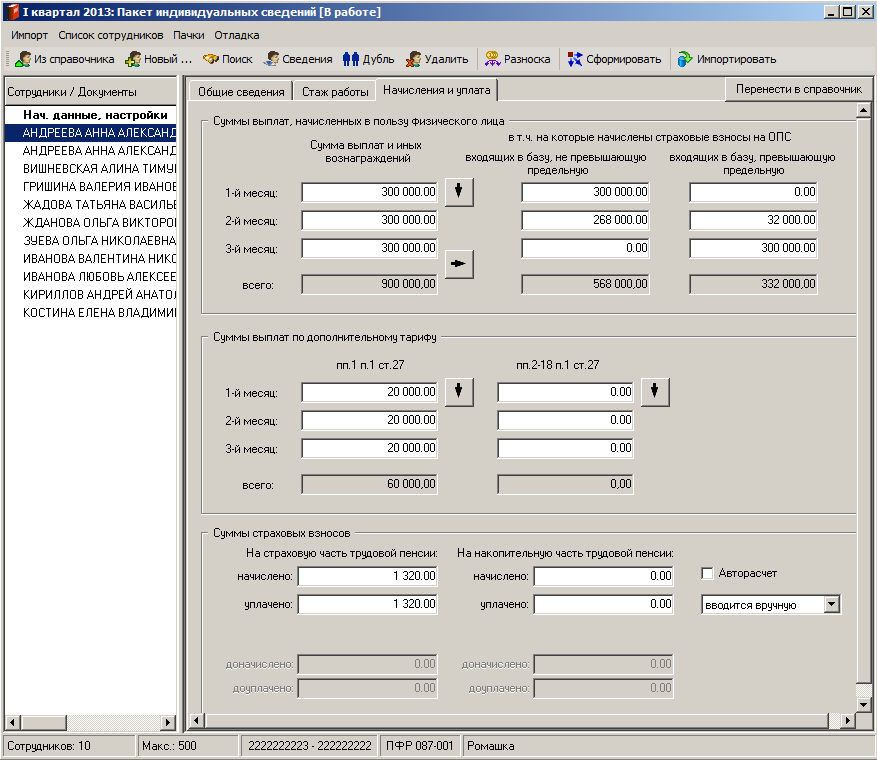 I квартал 2013: Пакет индивидуальных сведений [В работе]
Импорт Список сотрудников Пачки Отладка
Из справочника Новый ... Поиск Сведения Дубль Удалить Разноска Сформировать Импортировать
Сотрудники / Документы
Нач. данные, настройки
АНДРЕЕВА АННА АЛЕКСАНД
АНДРЕЕВА АННА АЛЕКСАНД
ВИШНЕВСКАЯ АЛИНА ТИМУ
ГРИШИНА ВАЛЕРИЯ ИВАНОВ
ЖАДОВА ТАТЬЯНА ВАСИЛЬЕ
ЖДАНОВА ОЛЬГА ВИКТОРО
ЗУЕВА ОЛЬГА НИКОЛАЕВНА
ИВАНОВА ВАЛЕНТИНА НИКО
ИВАНОВА ЛЮБОВЬ АЛЕКСЕЕ
КИРИЛЛОВ АНДРЕЙ АНАТОЛ
КОСТИНА ЕЛЕНА ВЛАДИМИ
Общие сведения Стаж работы Начисления и уплата Перенести в справочник
Суммы выплат, начисленных в пользу физического лица
Сумма выплат и иных
вознаграждений
в т.ч. на которые начислены страховые взносы на ОПС
входящих в базу, не превышающую
предельную
входящих в базу, превышающую
предельную
1-й месяц: 300 000.00 300 000.00 0.00
2-й месяц: 300 000.00 268 000.00 32 000.00
3-й месяц: 300 000.00 0.00 300 000.00
всего: 900 000,00 568 000,00 332 000,00
Суммы выплат по дополнительному тарифу
пп.1 п.1 ст.27 пп.2-18 п.1 ст.27
1-й месяц: 20 000.00 0.00
2-й месяц: 20 000.00 0.00
3-й месяц: 20 000.00 0.00
всего: 60 000,00 0,00
Суммы страховых взносов
На страховую часть трудовой пенсии: На накопительную часть трудовой пенсии:
начислено: 1 320.00 начислено: 0.00 Авторасчет
уплачено: 1 320.00 уплачено: 0.00 вводится вручную
доначислено: 0.00 доначислено: 0.00
доуплачено: 0.00 доуплачено: 0.00
Сотрудников: 10 Макс.: 500 2222222223 - 222222222 ПФР 087-001 Ромашка